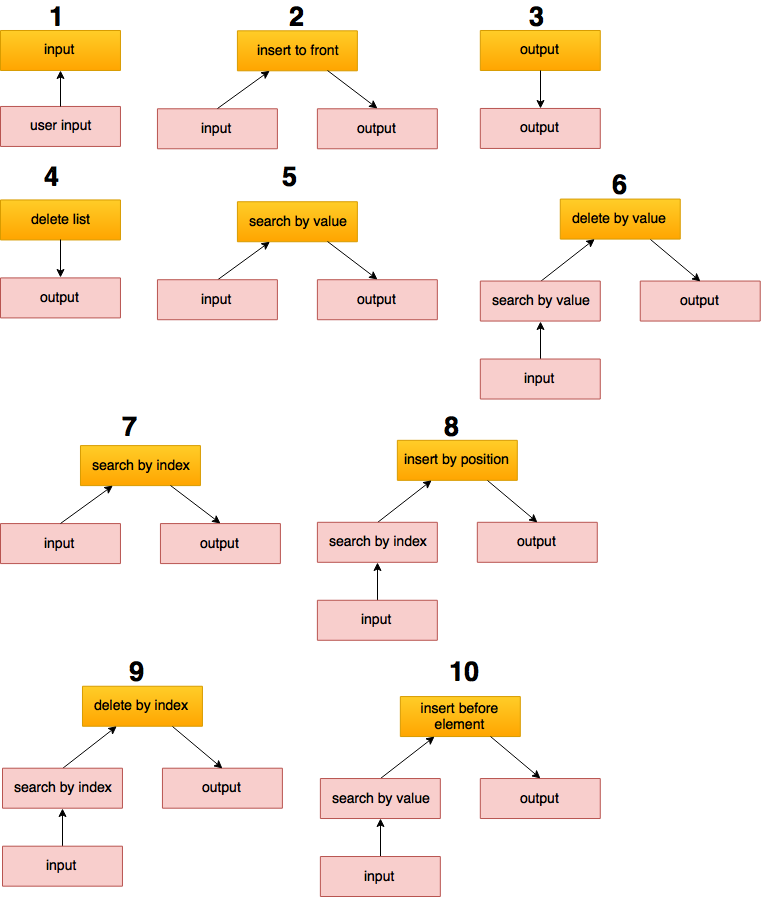 1
input
user input
2
insert to front
input
output
3
output
output
4
delete list
output
5
search by value
input
output
6
delete by value
search by value
output
input
7
search by index
input
output
8
insert by position
search by index
output
input
9
delete by index
search by index
output
input
10
insert before
element
search by value
output
input